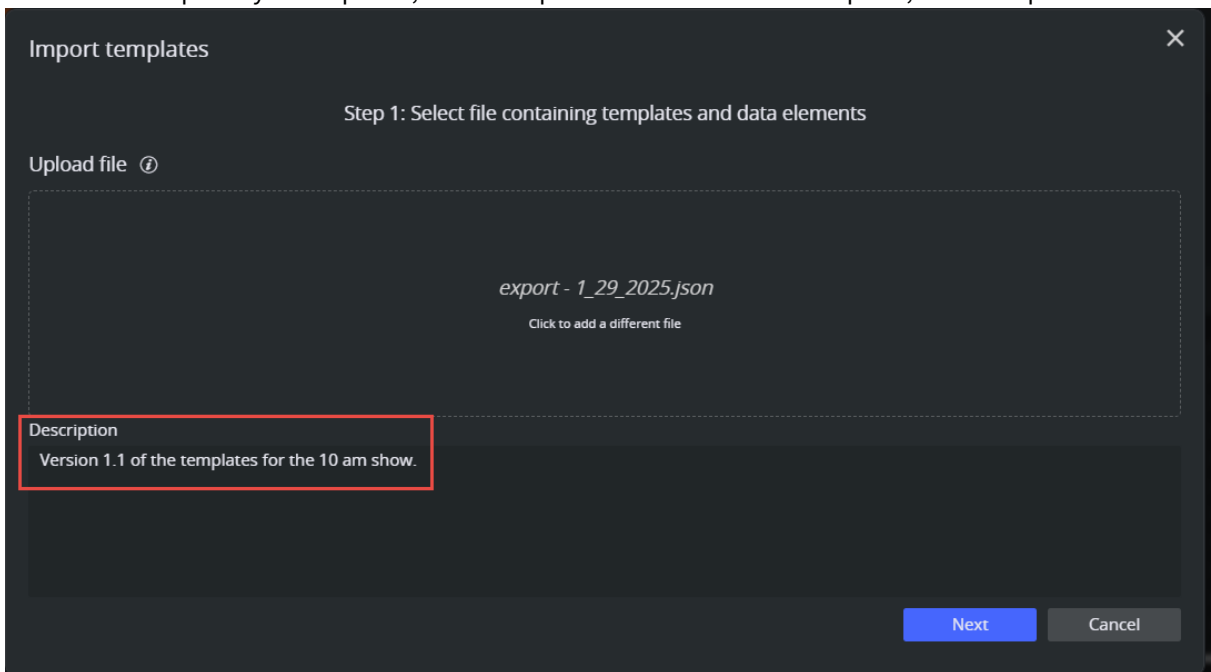 Import templates
Step 1: Select file containing templates and data elements
Upload file
export - 1_29_2025.json
Click to add a different file
Description
Version 1.1 of the templates for the 10 am show.
Next Cancel